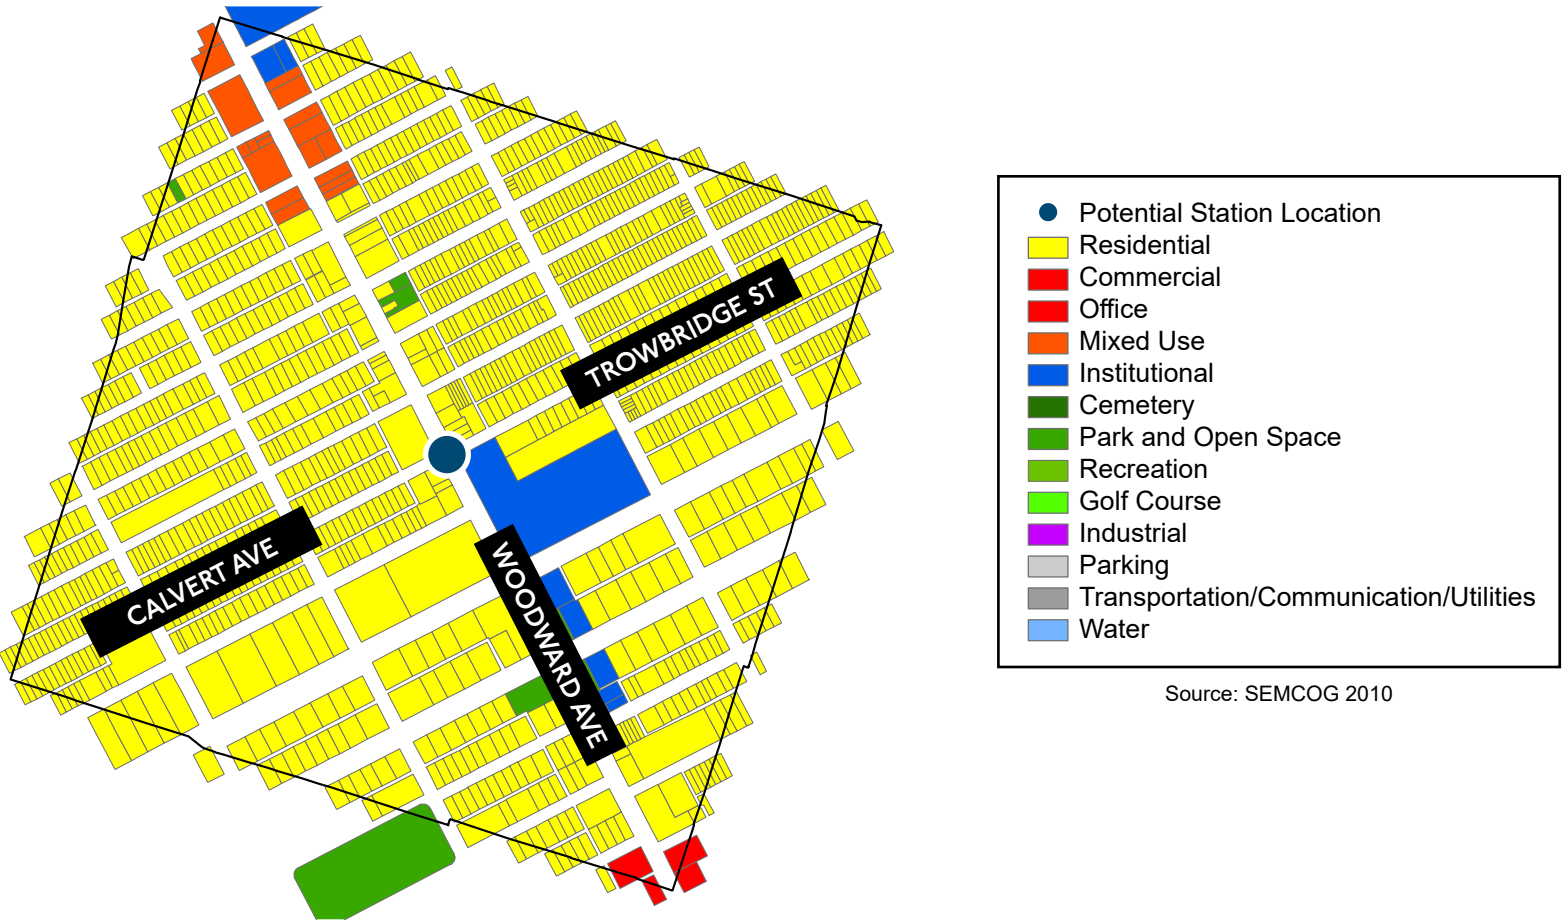 TROWBRIDGE ST
CALVERT AVE
WOODWARD AVE
Potential Station Location
Residential
Commercial
Office
Mixed Use
Institutional
Cemetery
Park and Open Space
Recreation
Golf Course
Industrial
Parking
Transportation/Communication/Utilities
Water
Source: SEMCOG 2010